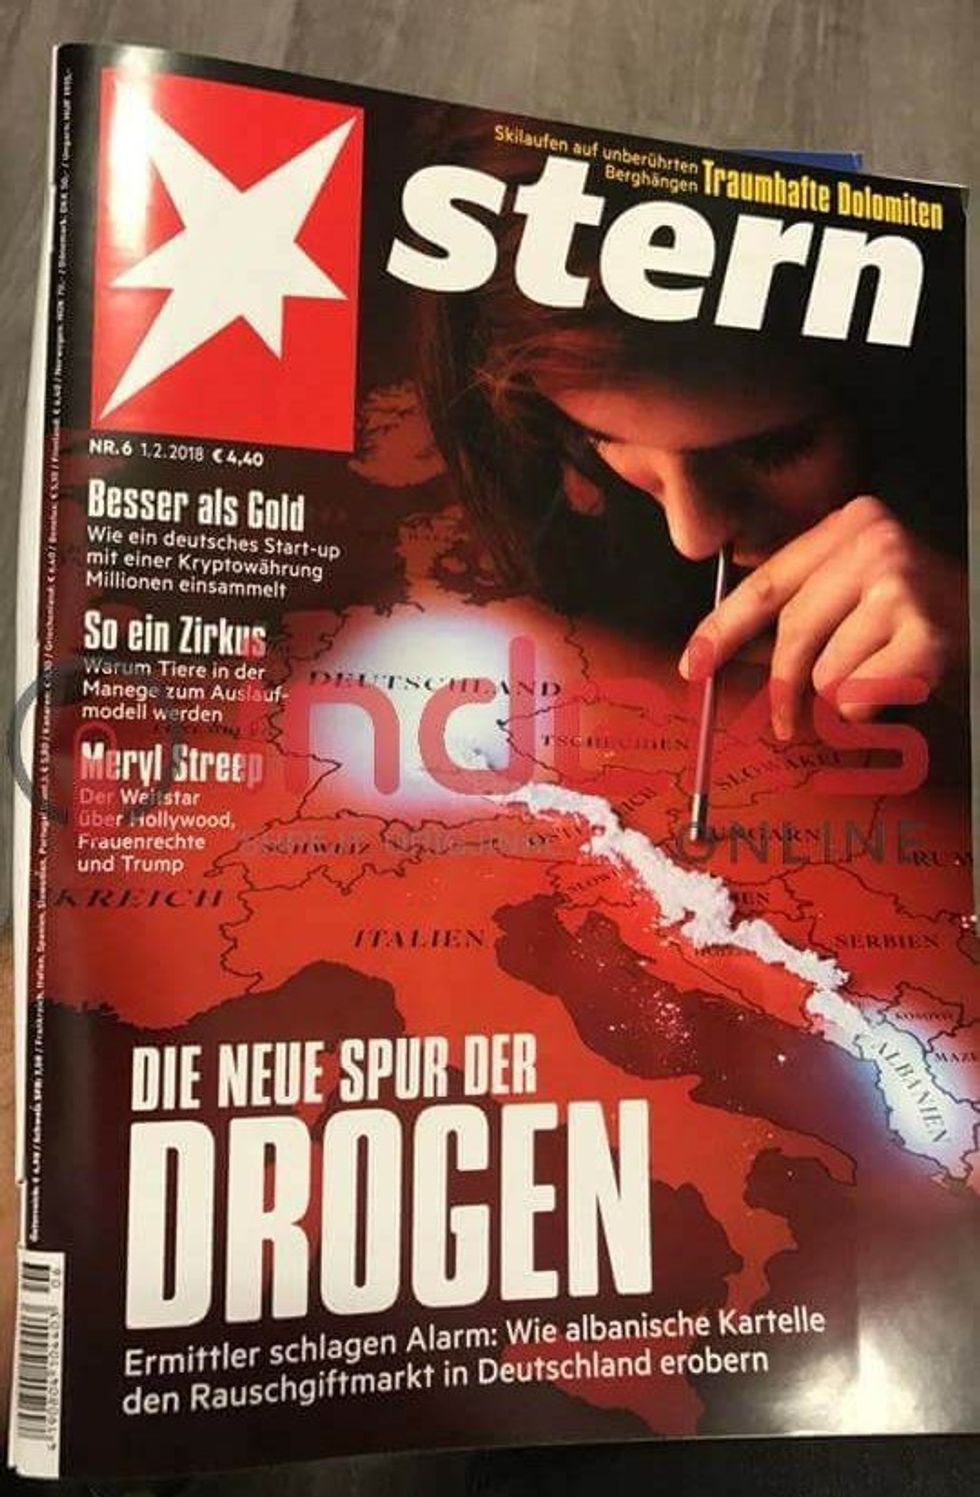 Skilaufen auf unberührten
Berghängen Traumhafte Dolomiten
stern
NR.6 1.2.2018 € 4,40
Besser als Gold
Wie ein deutsches Start-up
mit einer Kryptowährung
Millionen einsammelt
So ein Zirkus
Warum Tiere in der
Manege zum Auslauf-
modell werden
Meryl Streep
Der Weltstar
über Hollywood,
Frauenrechte
und Trump
DEUTSCHLAND
TSCHECHIEN
SLOWAKEI
SCHWEIZ
UNGARN
ONLINE
KREICH
ITALIEN
SERBIEN
KOSOVO
ALBANIEN
DIE NEUE SPUR DER
DROGEN
Ermittler schlagen Alarm: Wie albanische Kartelle
den Rauschgiftmarkt in Deutschland erobern
06